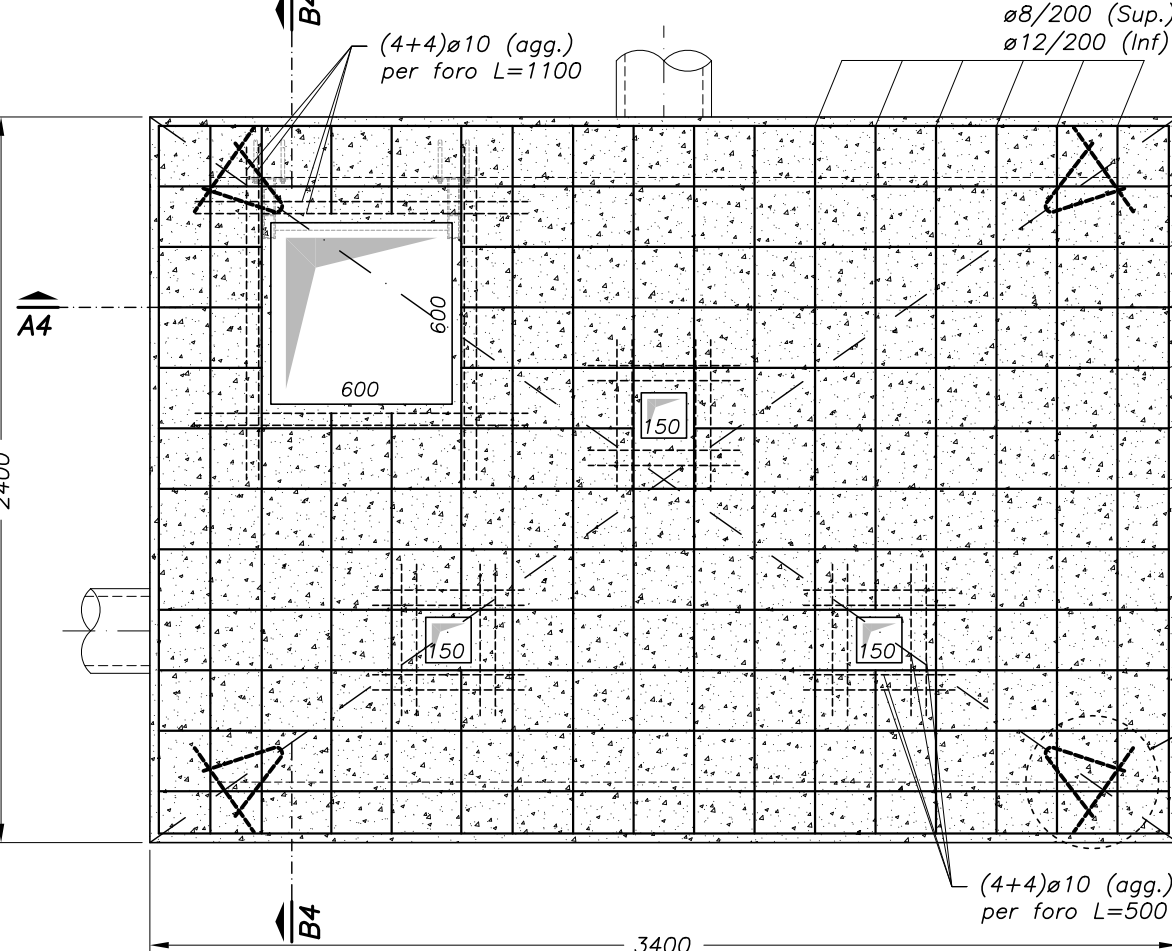 B4
(4+4)ø10 (agg.)
per foro L=1100
ø8/200 (Sup.)
ø12/200 (Inf)
A4
600
600
150
2400
150
150
(4+4)ø10 (agg.)
per foro L=500
B4
3400